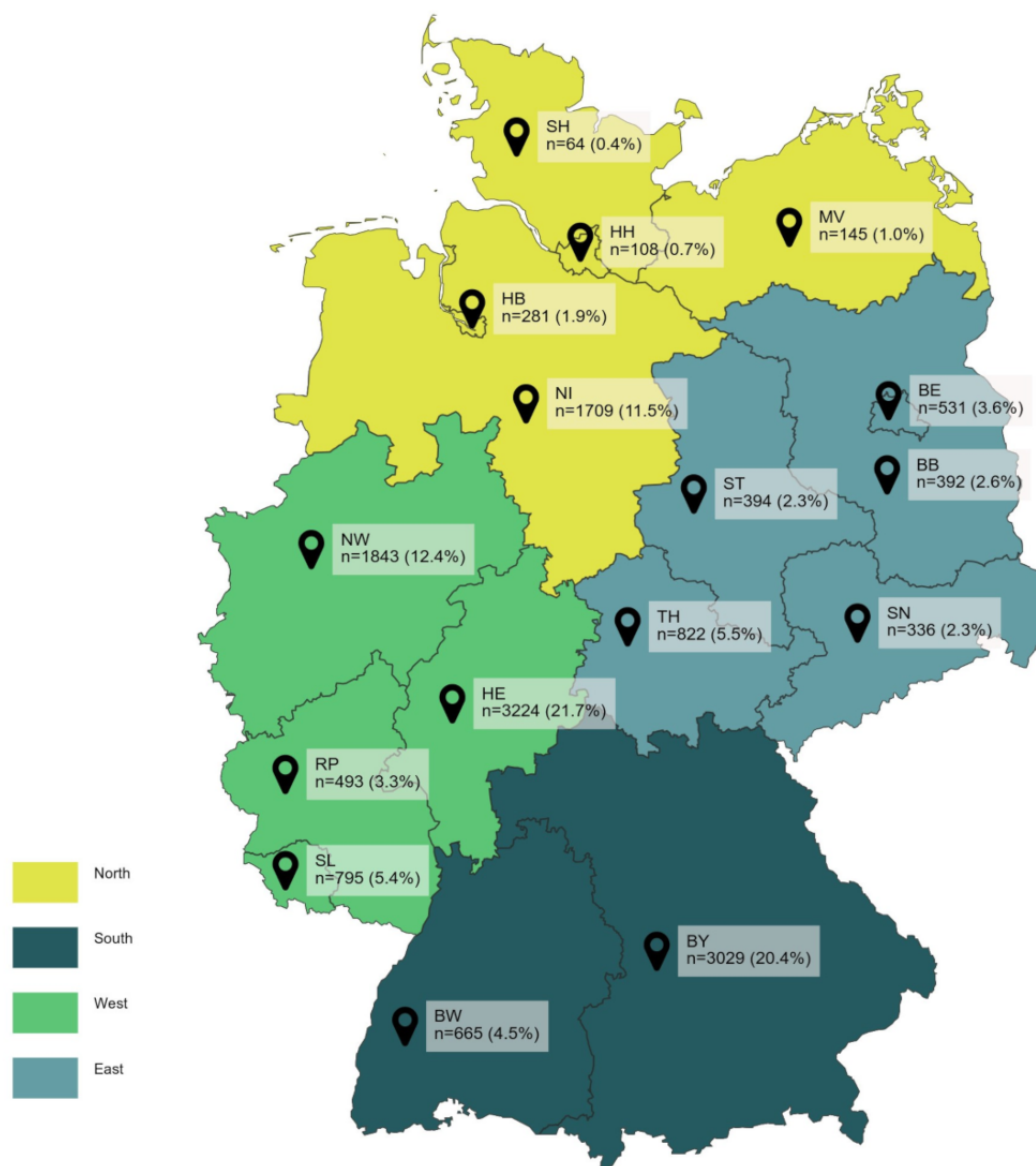 SH
n=64 (0.4%)
HH
n=108 (0.7%)
MV
n=145 (1.0%)
HB
n=281 (1.9%)
NI
n=1709 (11.5%)
BE
n=531 (3.6%)
BB
n=392 (2.6%)
ST
n=394 (2.3%)
NW
n=1843 (12.4%)
TH
n=822 (5.5%)
SN
n=336 (2.3%)
HE
n=3224 (21.7%)
RP
n=493 (3.3%)
SL
n=795 (5.4%)
BY
n=3029 (20.4%)
BW
n=665 (4.5%)
North
South
West
East